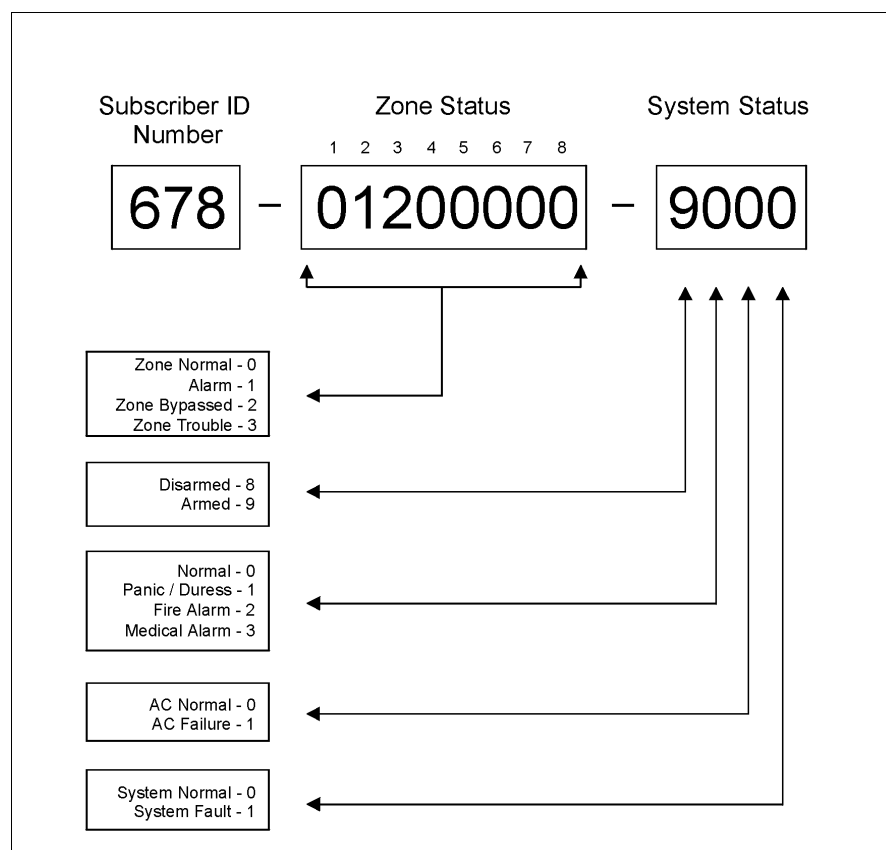 Subscriber ID
Number
Zone Status
System Status
1 2 3 4 5 6 7 8
678 – 01200000 – 9000
Zone Normal - 0
Alarm - 1
Zone Bypassed - 2
Zone Trouble - 3
Disarmed - 8
Armed - 9
Normal - 0
Panic / Duress - 1
Fire Alarm - 2
Medical Alarm - 3
AC Normal - 0
AC Failure - 1
System Normal - 0
System Fault - 1